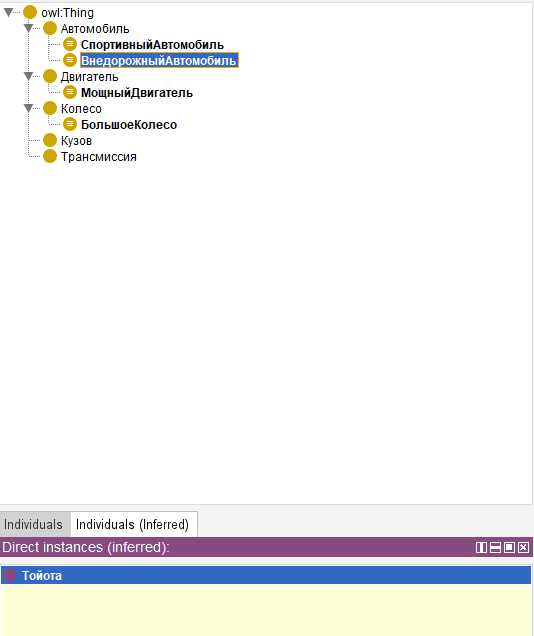 owl:Thing
Автомобиль
СпортивныйАвтомобиль
ВнедорожныйАвтомобиль
Двигатель
МощныйДвигатель
Колесо
БольшоеКолесо
Кузов
Трансмиссия
Individuals Individuals (Inferred)
Direct instances (inferred):
Тойота